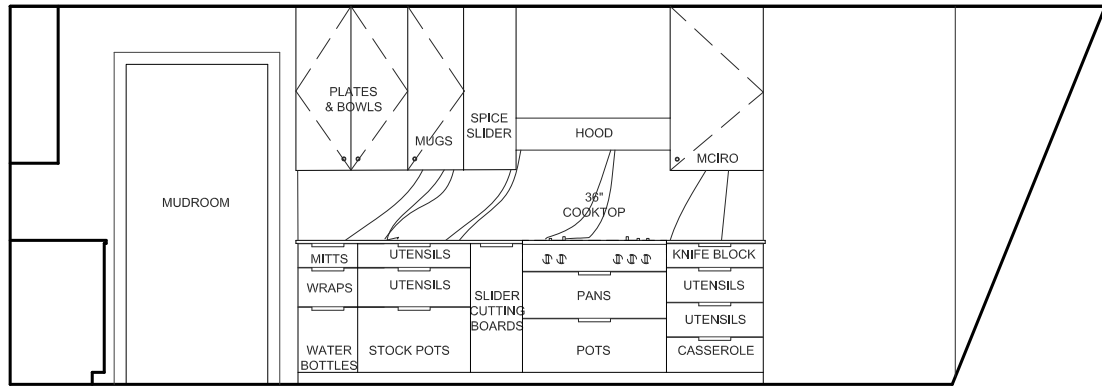 PLATES
& BOWLS
MUGS
SPICE
SLIDER
HOOD
MCIRO
MUDROOM
36"
COOKTOP
MITTS
UTENSILS
KNIFE BLOCK
WRAPS
UTENSILS
SLIDER
CUTTING
BOARDS
PANS
UTENSILS
UTENSILS
WATER
BOTTLES
STOCK POTS
POTS
CASSEROLE